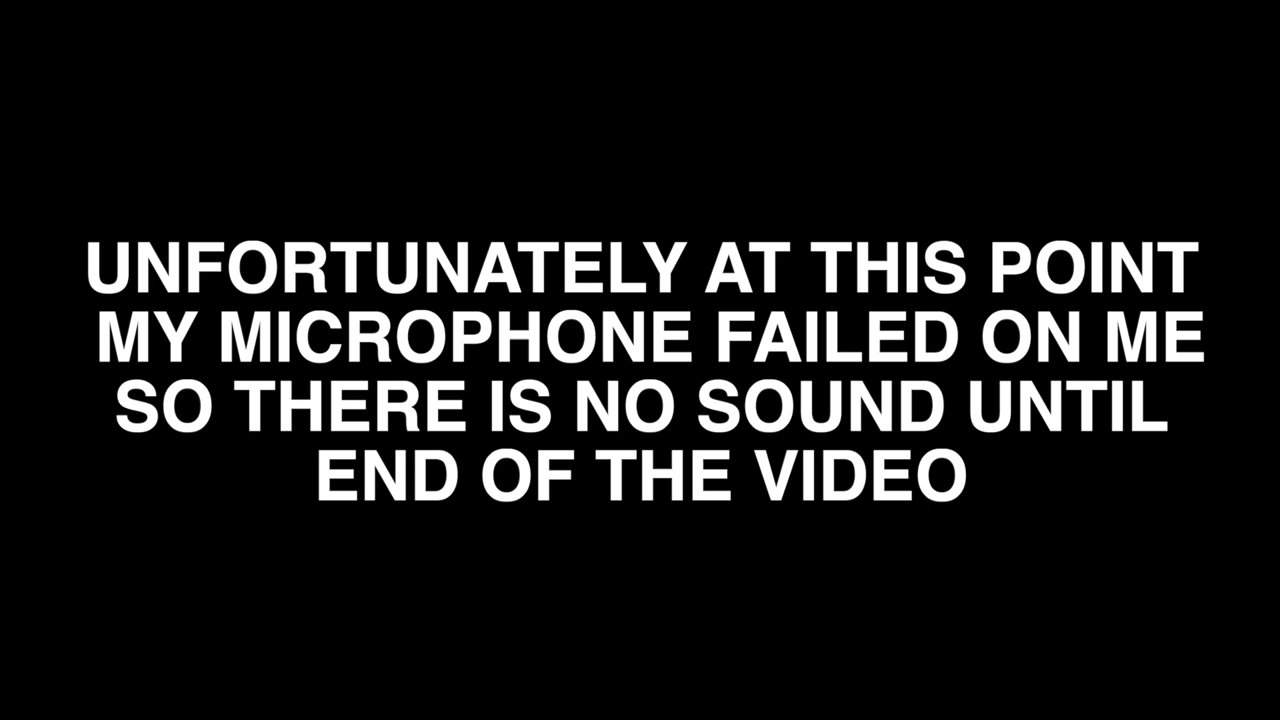 UNFORTUNATELY AT THIS POINT
MY MICROPHONE FAILED ON ME
SO THERE IS NO SOUND UNTIL
END OF THE VIDEO